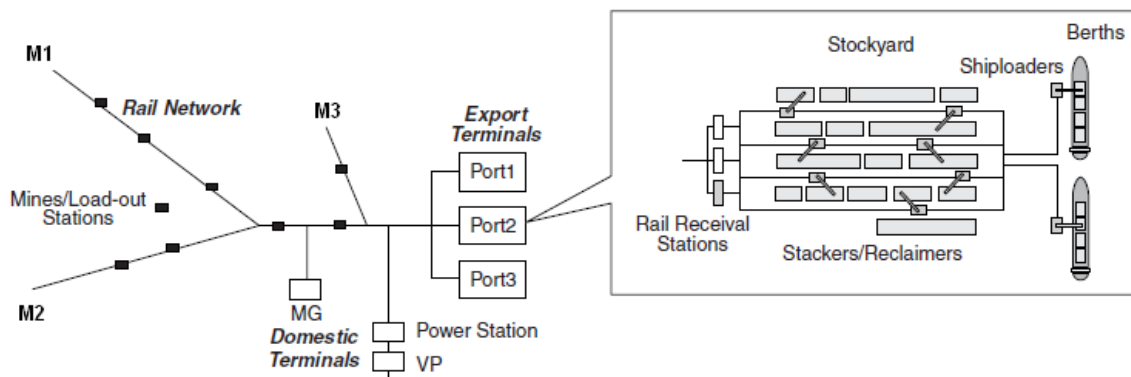 M1
Rail Network
M3
Export
Terminals
Port1
Mines/Load-out
Stations
Port2
M2
MG
Port3
Domestic
Terminals
Power Station
VP
Stockyard
Berths
Shiploaders
Rail Receival
Stations
Stackers/Reclaimers